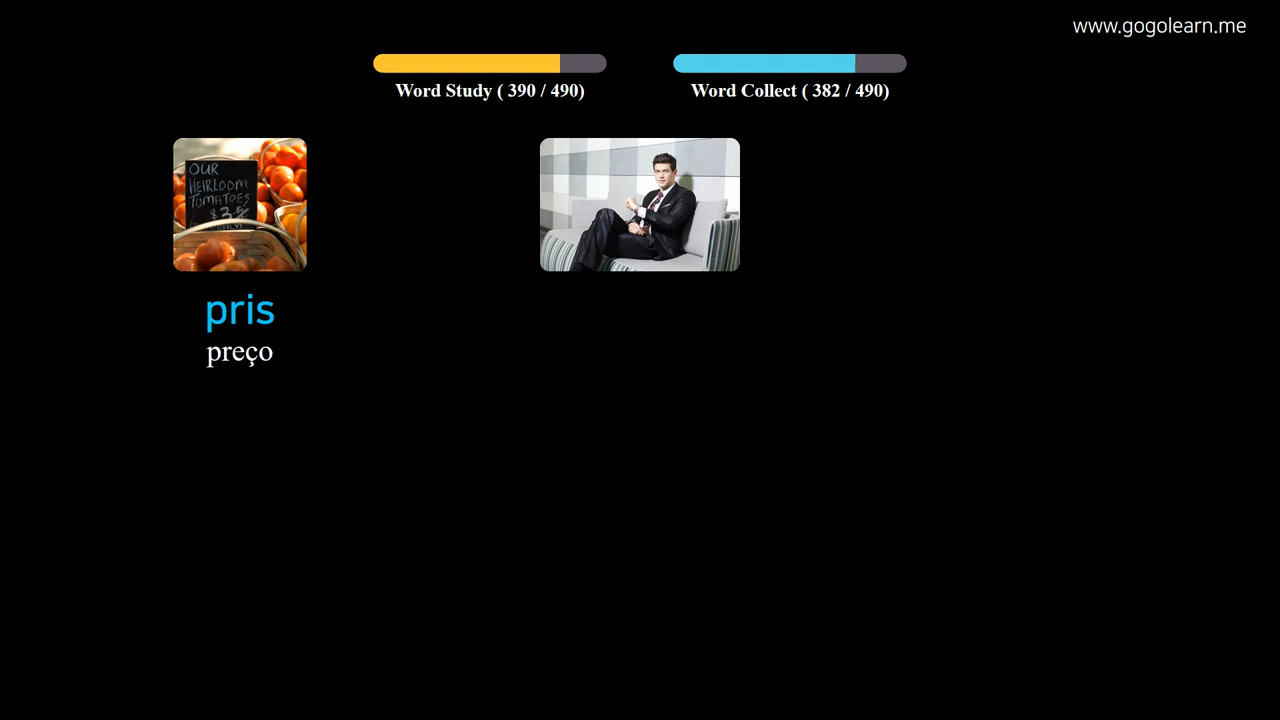 www.gogolearn.me
Word Study ( 390 / 490)
Word Collect ( 382 / 490)
OUR
HEIRLOOM
TOMATOES
pris
preço